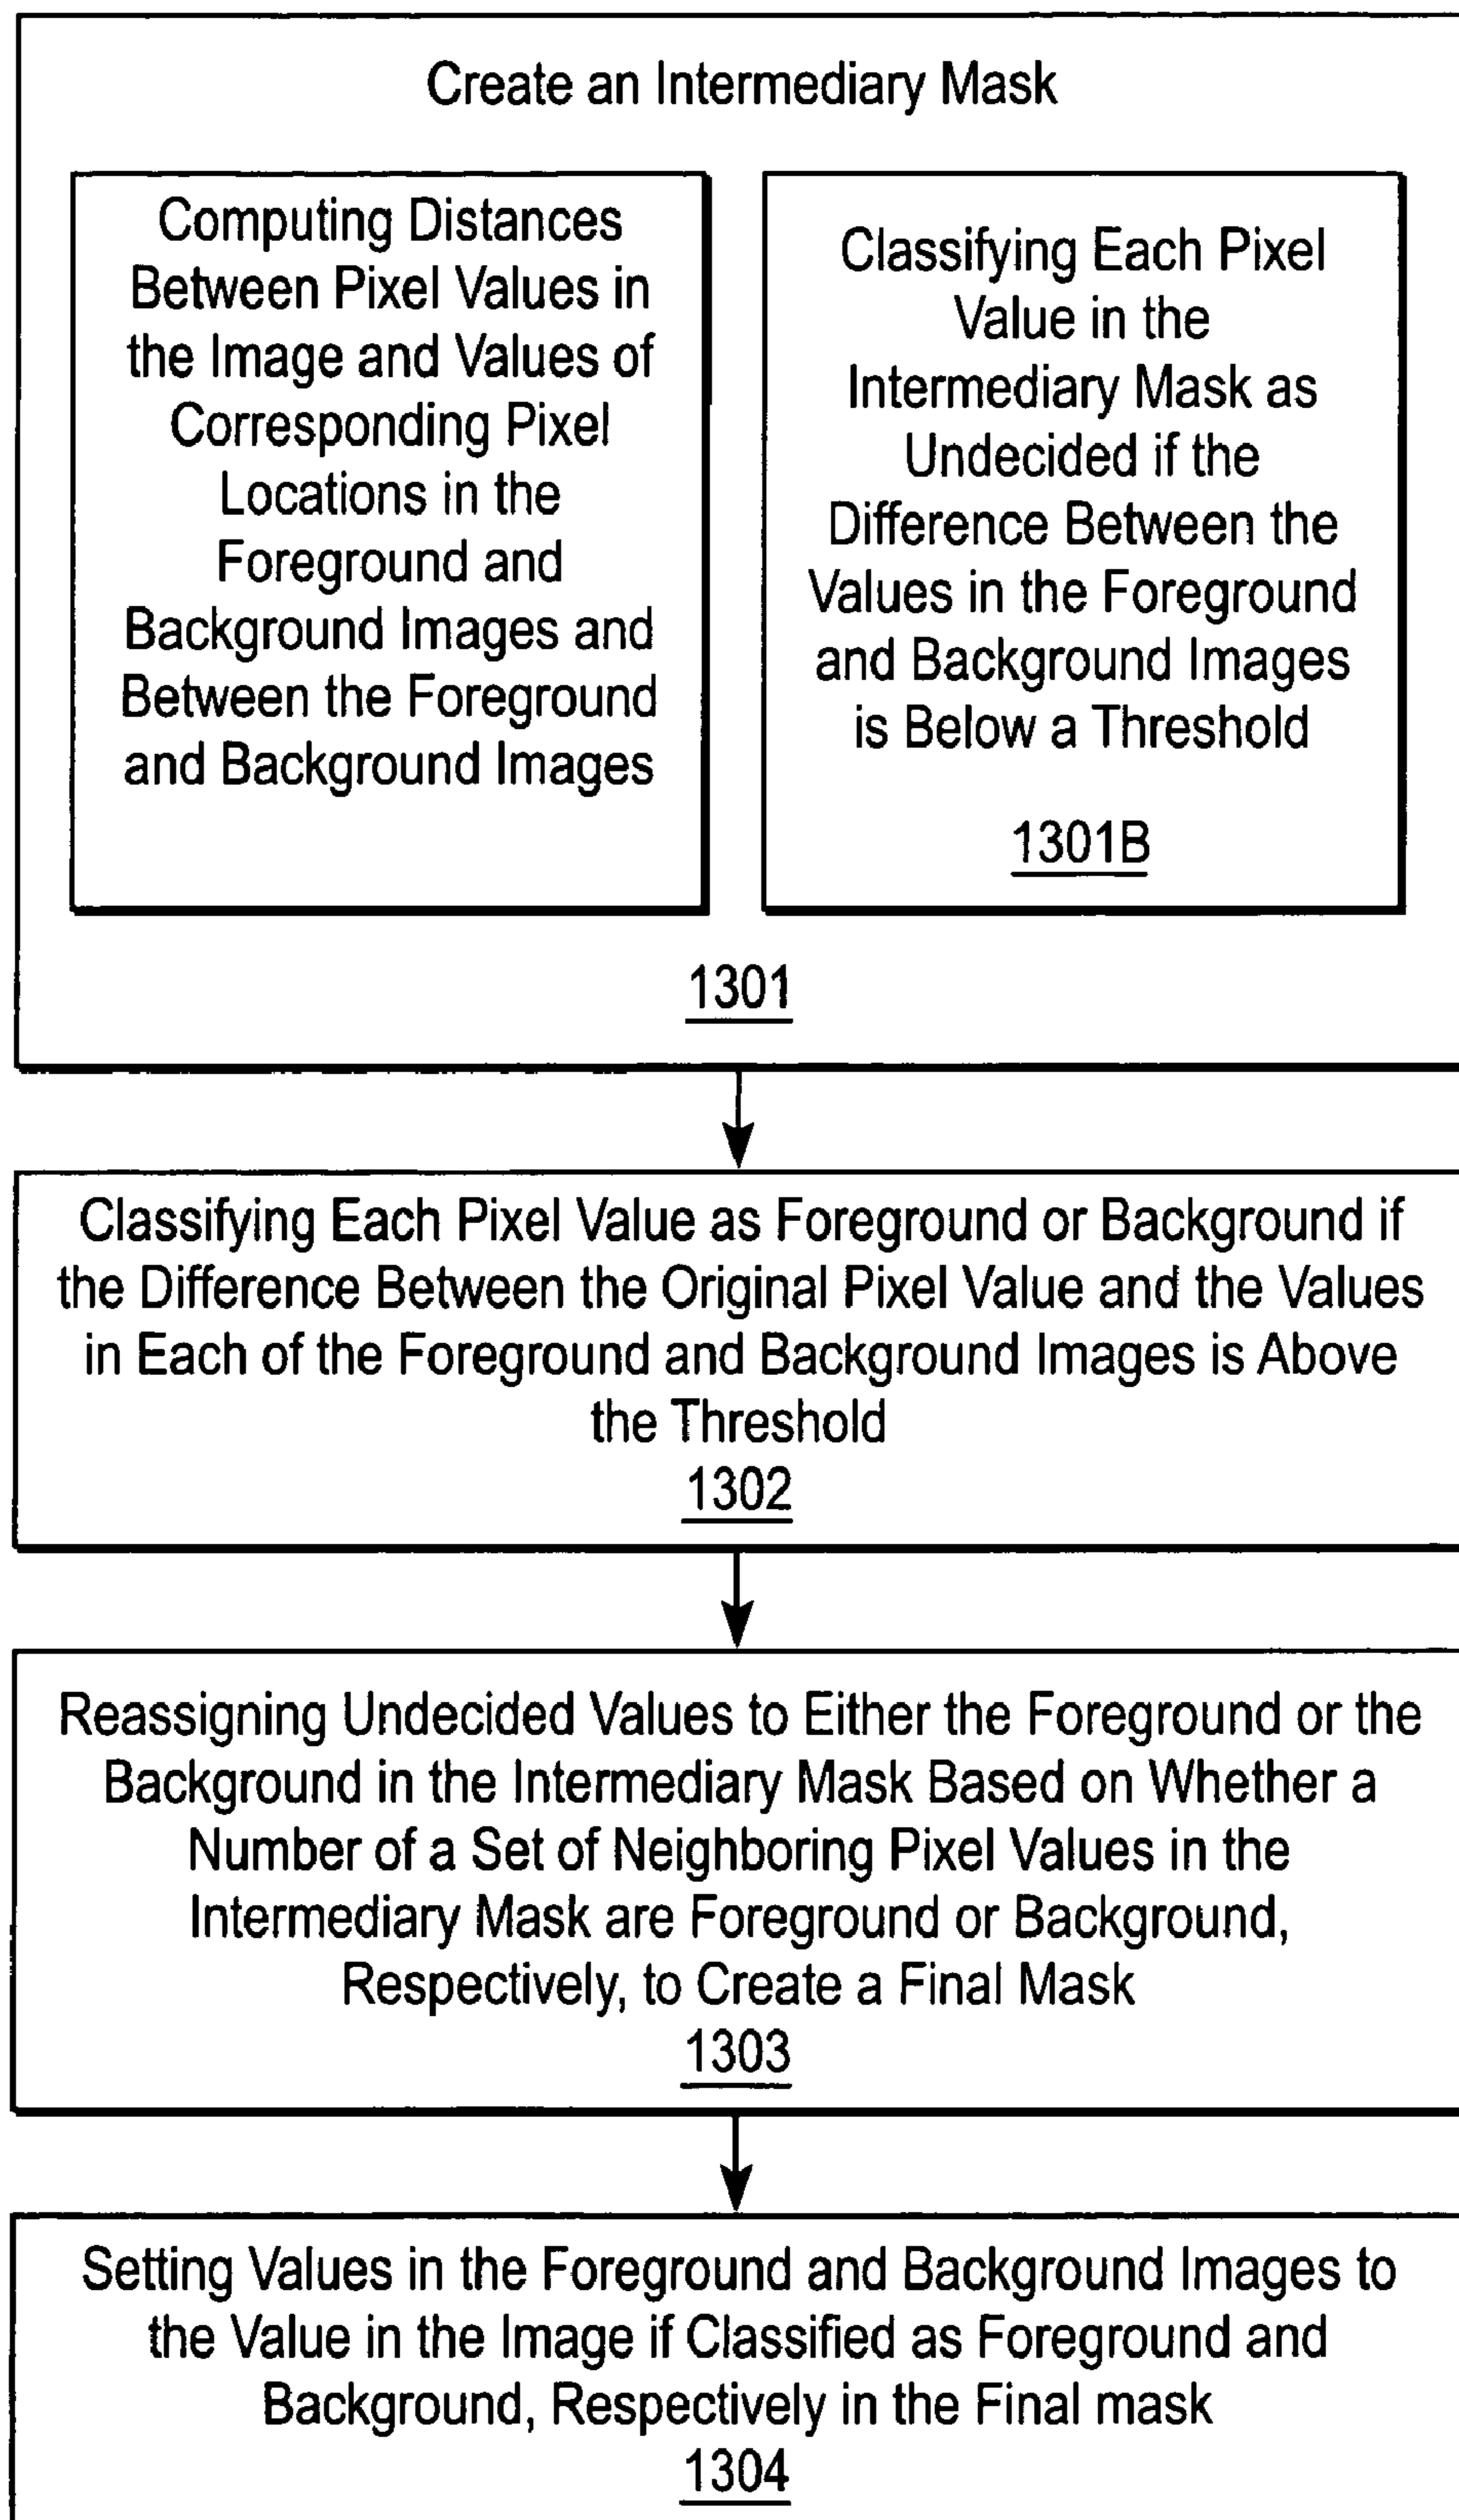 Create an Intermediary Mask
Computing Distances
Between Pixel Values in
the Image and Values of
Corresponding Pixel
Locations in the
Foreground and
Background Images and
Between the Foreground
and Background Images
Classifying Each Pixel
Value in the
Intermediary Mask as
Undecided if the
Difference Between the
Values in the Foreground
and Background Images
is Below a Threshold
1301B
1301
Classifying Each Pixel Value as Foreground or Background if
the Difference Between the Original Pixel Value and the Values
in Each of the Foreground and Background Images is Above
the Threshold
1302
Reassigning Undecided Values to Either the Foreground or the
Background in the Intermediary Mask Based on Whether a
Number of a Set of Neighboring Pixel Values in the
Intermediary Mask are Foreground or Background,
Respectively, to Create a Final Mask
1303
Setting Values in the Foreground and Background Images to
the Value in the Image if Classified as Foreground and
Background, Respectively in the Final mask
1304